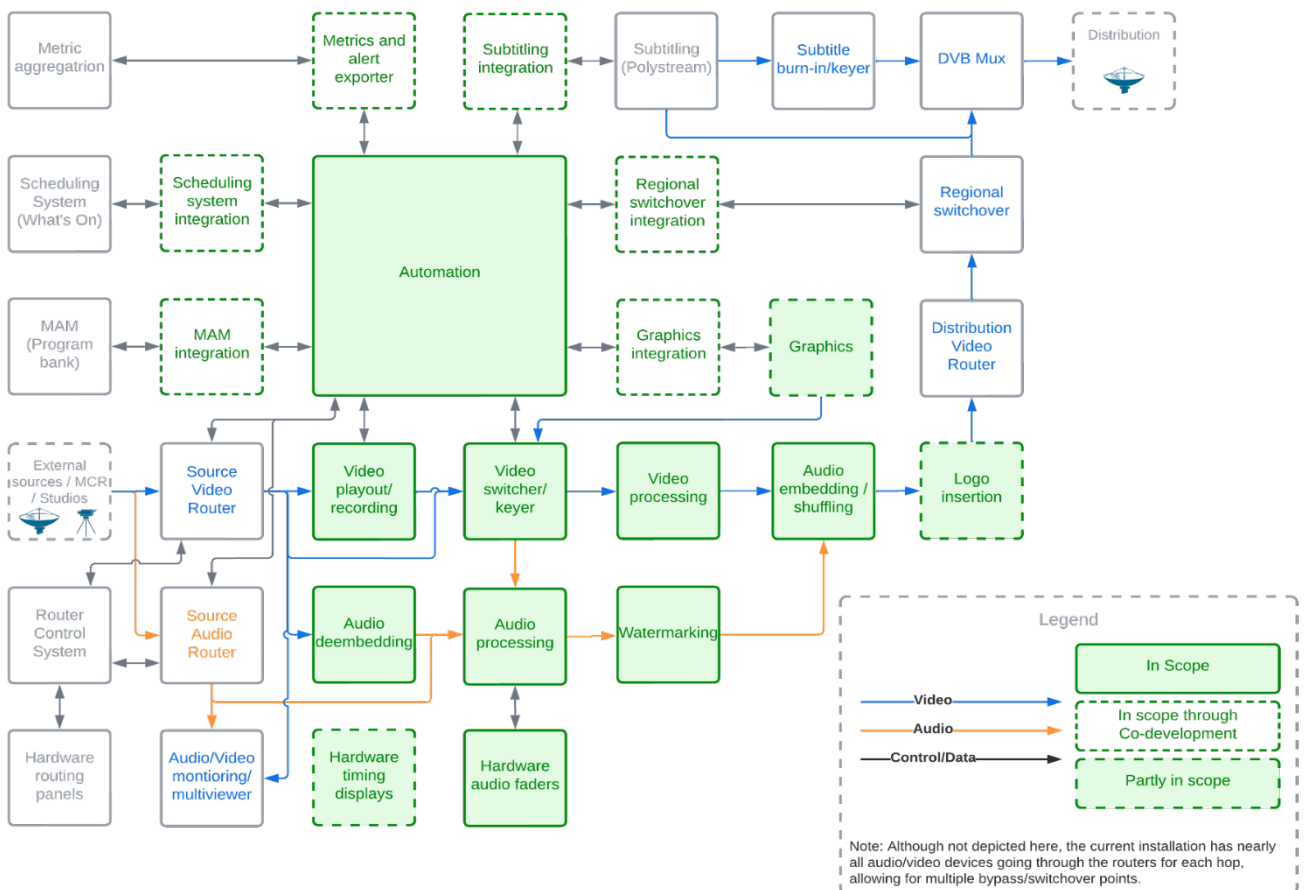 Metric
aggregatrion
Metrics and
alert
exporter
Subtitling
integration
Subtitling
(Polystream)
Subtitle
burn-in/keyer
DVB Mux
Distribution
Scheduling
System
(What's On)
Scheduling
system
integration
Automation
Regional
switchover
integration
Regional
switchover
MAM
(Program
bank)
MAM
integration
Graphics
integration
Graphics
Distribution
Video
Router
External
sources / MCR
/ Studios
Source
Video
Router
Video
playout/
recording
Video
switcher/
keyer
Video
processing
Audio
embedding /
shuffling
Logo
insertion
Router
Control
System
Source
Audio
Router
Audio
deembedding
Audio
processing
Watermarking
Hardware
routing
panels
Audio/Video
montioring/
multiviewer
Hardware
timing
displays
Hardware
audio faders
Legend
In Scope
Video
In scope through
Co-development
Audio
Control/Data
Partly in scope
Note: Although not depicted here, the current installation has nearly
all audio/video devices going through the routers for each hop,
allowing for multiple bypass/switchover points.